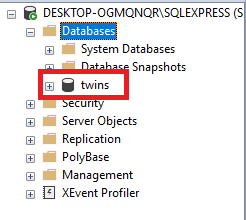 DESKTOP-OGMQNQR\SQLEXPRESS (S
Databases
System Databases
Database Snapshots
twins
Security
Server Objects
Replication
PolyBase
Management
XEvent Profiler